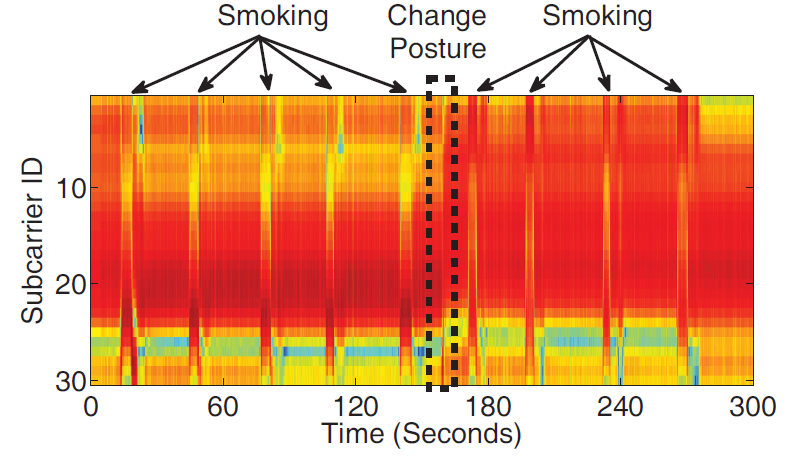 Smoking
Change
Posture
Smoking
Subcarrier ID
10
20
30
0
60
120
180
240
300
Time (Seconds)